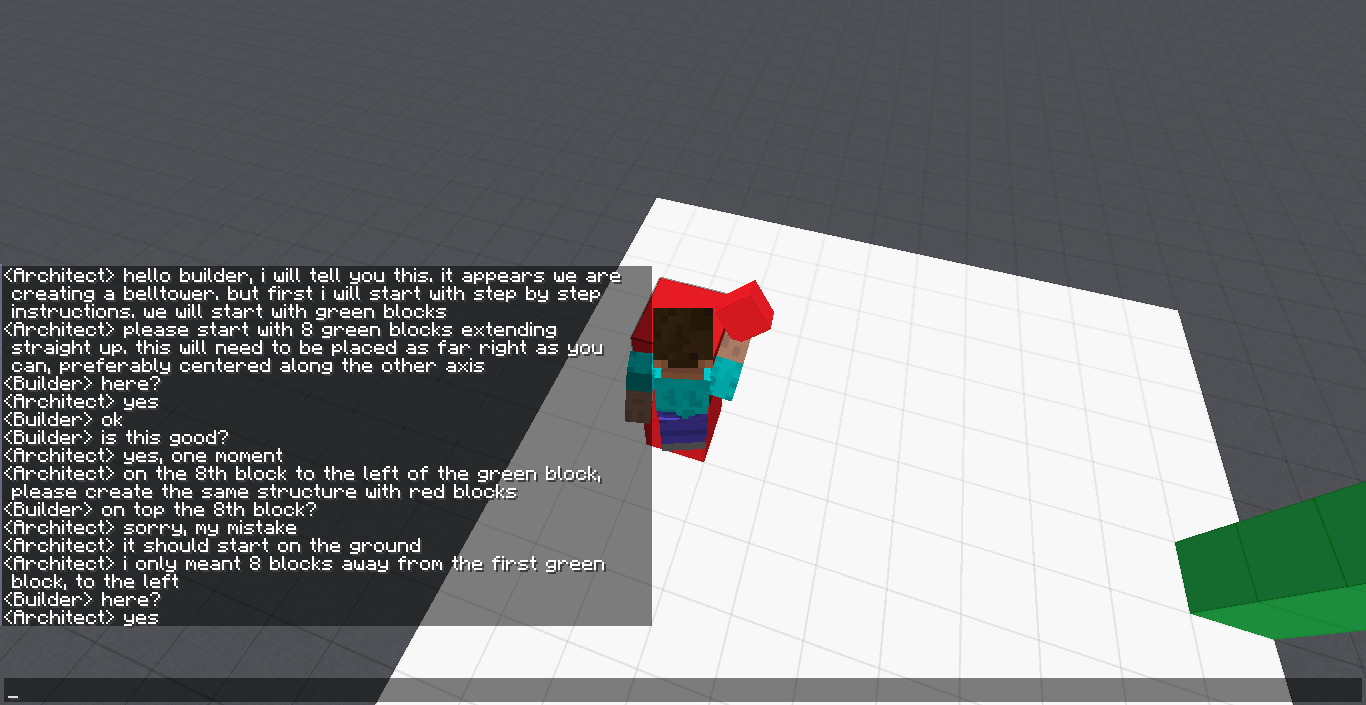 <Architect> hello builder, i will tell you this. it appears we are
creating a belltower. but first i will start with step by step
instructions. we will start with green blocks
<Architect> please start with 8 green blocks extending
straight up. this will need to be placed as far right as you
can, preferably centered along the other axis
<Builder> here?
<Architect> yes
<Builder> ok
<Builder> is this good?
<Architect> yes, one moment
<Architect> on the 8th block to the left of the green block,
please create the same structure with red blocks
<Builder> on top the 8th block?
<Architect> sorry, my mistake
<Architect> it should start on the ground
<Architect> i only meant 8 blocks away from the first green
block, to the left
<Builder> here?
<Architect> yes
_